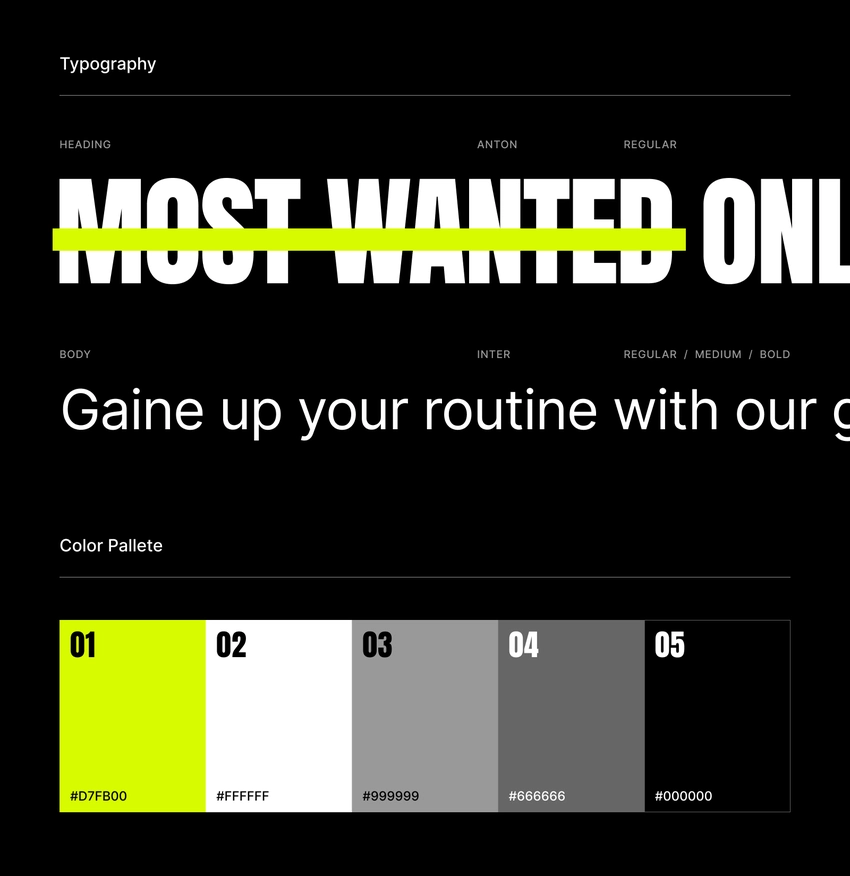 Typography
HEADING ANTON REGULAR
MOST WANTED ONL
BODY INTER REGULAR / MEDIUM / BOLD
Gaine up your routine with our g
Color Pallete
01 02 03 04 05
#D7FB00 #FFFFFF #999999 #666666 #000000